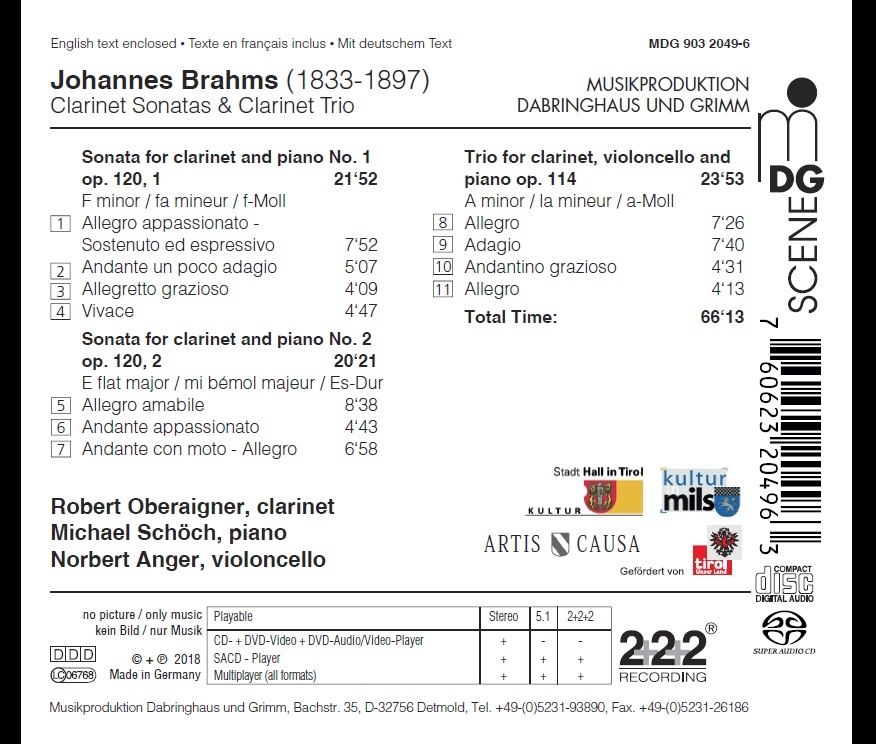 English text enclosed • Texte en français inclus • Mit deutschem Text
MDG 903 2049-6
Johannes Brahms (1833-1897)
Clarinet Sonatas & Clarinet Trio
MUSIKPRODUKTION
DABRINGHAUS UND GRIMM
Sonata for clarinet and piano No. 1
op. 120, 1 21‘52
F minor / fa mineur / f-Moll
1 Allegro appassionato -
Sostenuto ed espressivo 7‘52
2 Andante un poco adagio 5‘07
3 Allegretto grazioso 4‘09
4 Vivace 4‘47
Sonata for clarinet and piano No. 2
op. 120, 2 20‘21
E flat major / mi bémol majeur / Es-Dur
5 Allegro amabile 8‘38
6 Andante appassionato 4‘43
7 Andante con moto - Allegro 6‘58
Trio for clarinet, violoncello and
piano op. 114 23‘53
A minor / la mineur / a-Moll
8 Allegro 7‘26
9 Adagio 7‘40
10 Andantino grazioso 4‘31
11 Allegro 4‘13
Total Time: 66‘13
mDG
SCENE
7 60623 20496 3
Robert Oberaigner, clarinet
Michael Schöch, piano
Norbert Anger, violoncello
Stadt Hall in Tirol
KULTUR
kultur
mils
ARTIS CAUSA
Gefördert von
tirol
Unser Land
COMPACT
disc
DIGITAL AUDIO
SUPER AUDIO CD
no picture / only music
kein Bild / nur Musik
DDD
LC06768
© + ℗ 2018
Made in Germany
Playable Stereo 5.1 2+2+2
CD- + DVD-Video + DVD-Audio/Video-Player + - -
SACD - Player + + +
Multiplayer (all formats) + + +
2+2+2®
RECORDING
Musikproduktion Dabringhaus und Grimm, Bachstr. 35, D-32756 Detmold, Tel. +49-(0)5231-93890, Fax. +49-(0)5231-26186